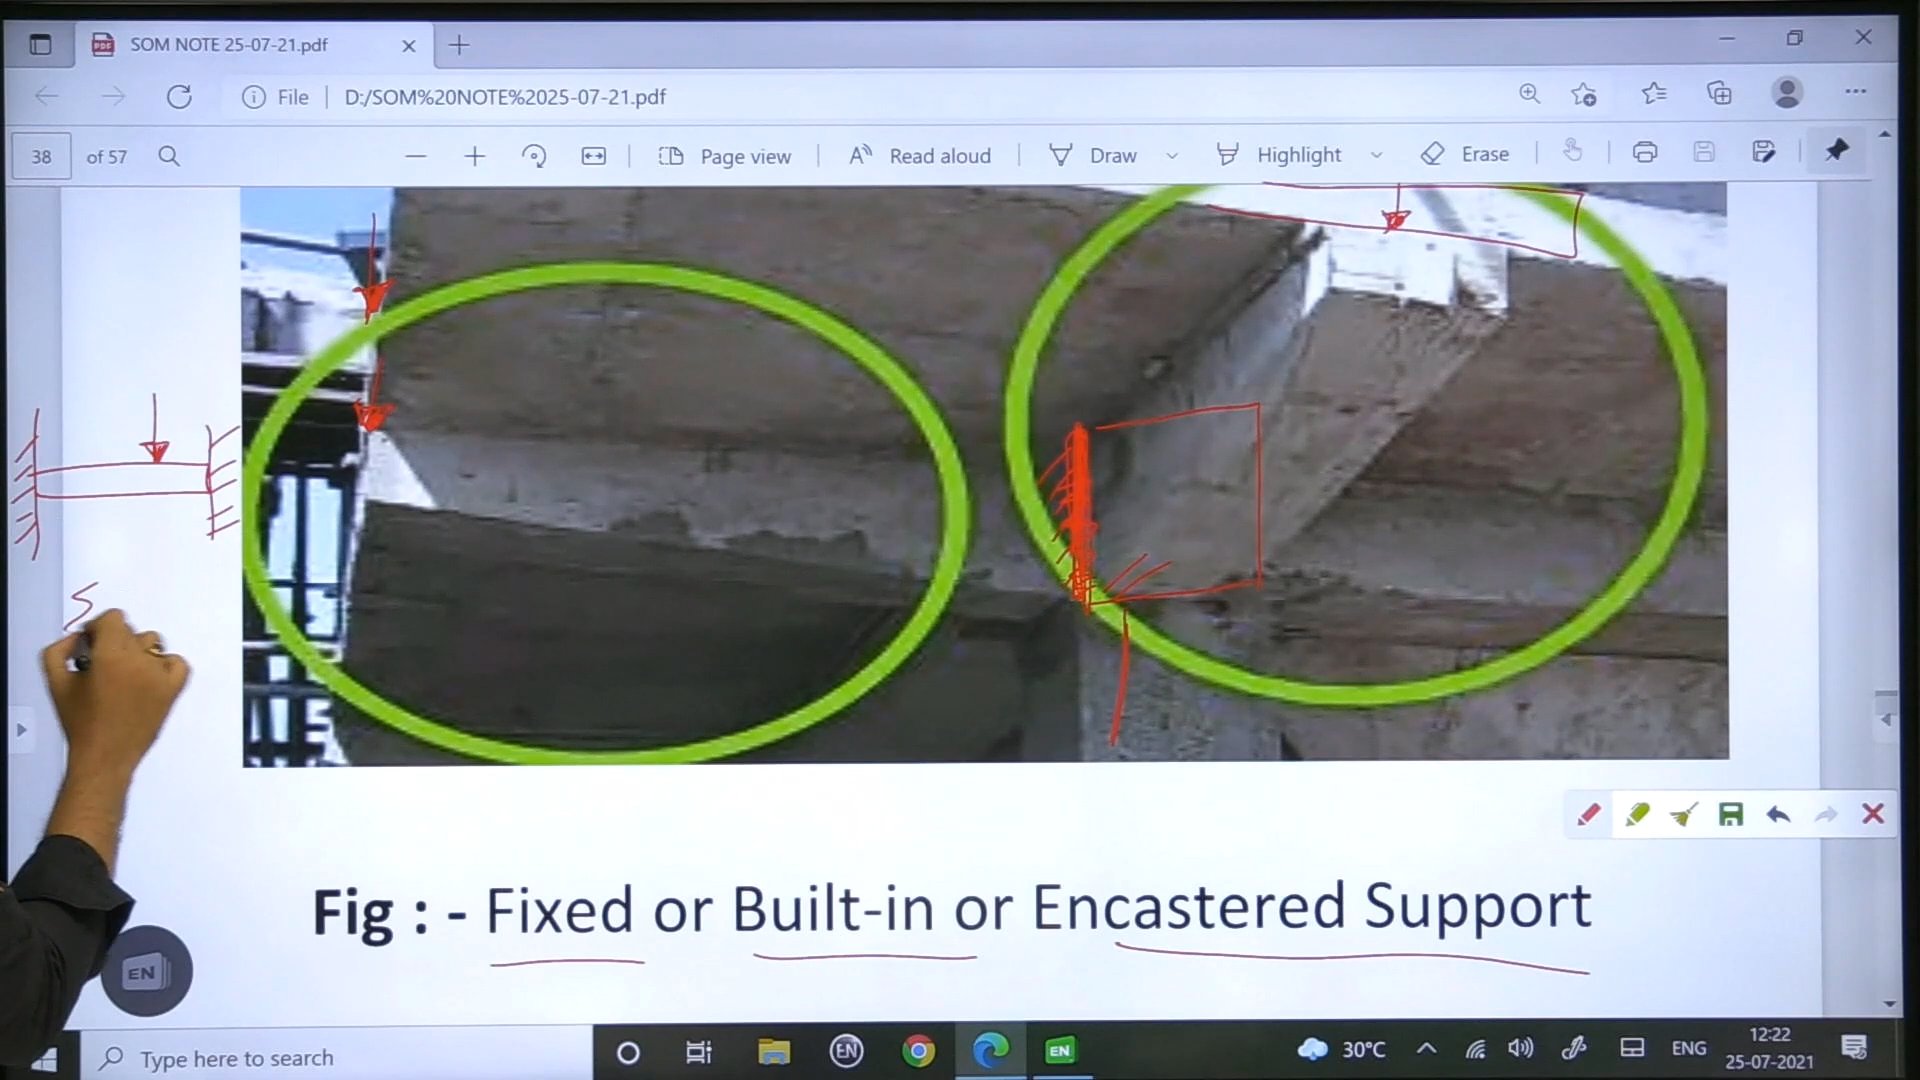 SOM NOTE 25-07-21.pdf
File D:/SOM%20NOTE%2025-07-21.pdf
38 of 57 Page view Read aloud Draw Highlight Erase
S
Fig : - Fixed or Built-in or Encastered Support
EN
Type here to search EN EN 30°C ENG 12:22
25-07-2021